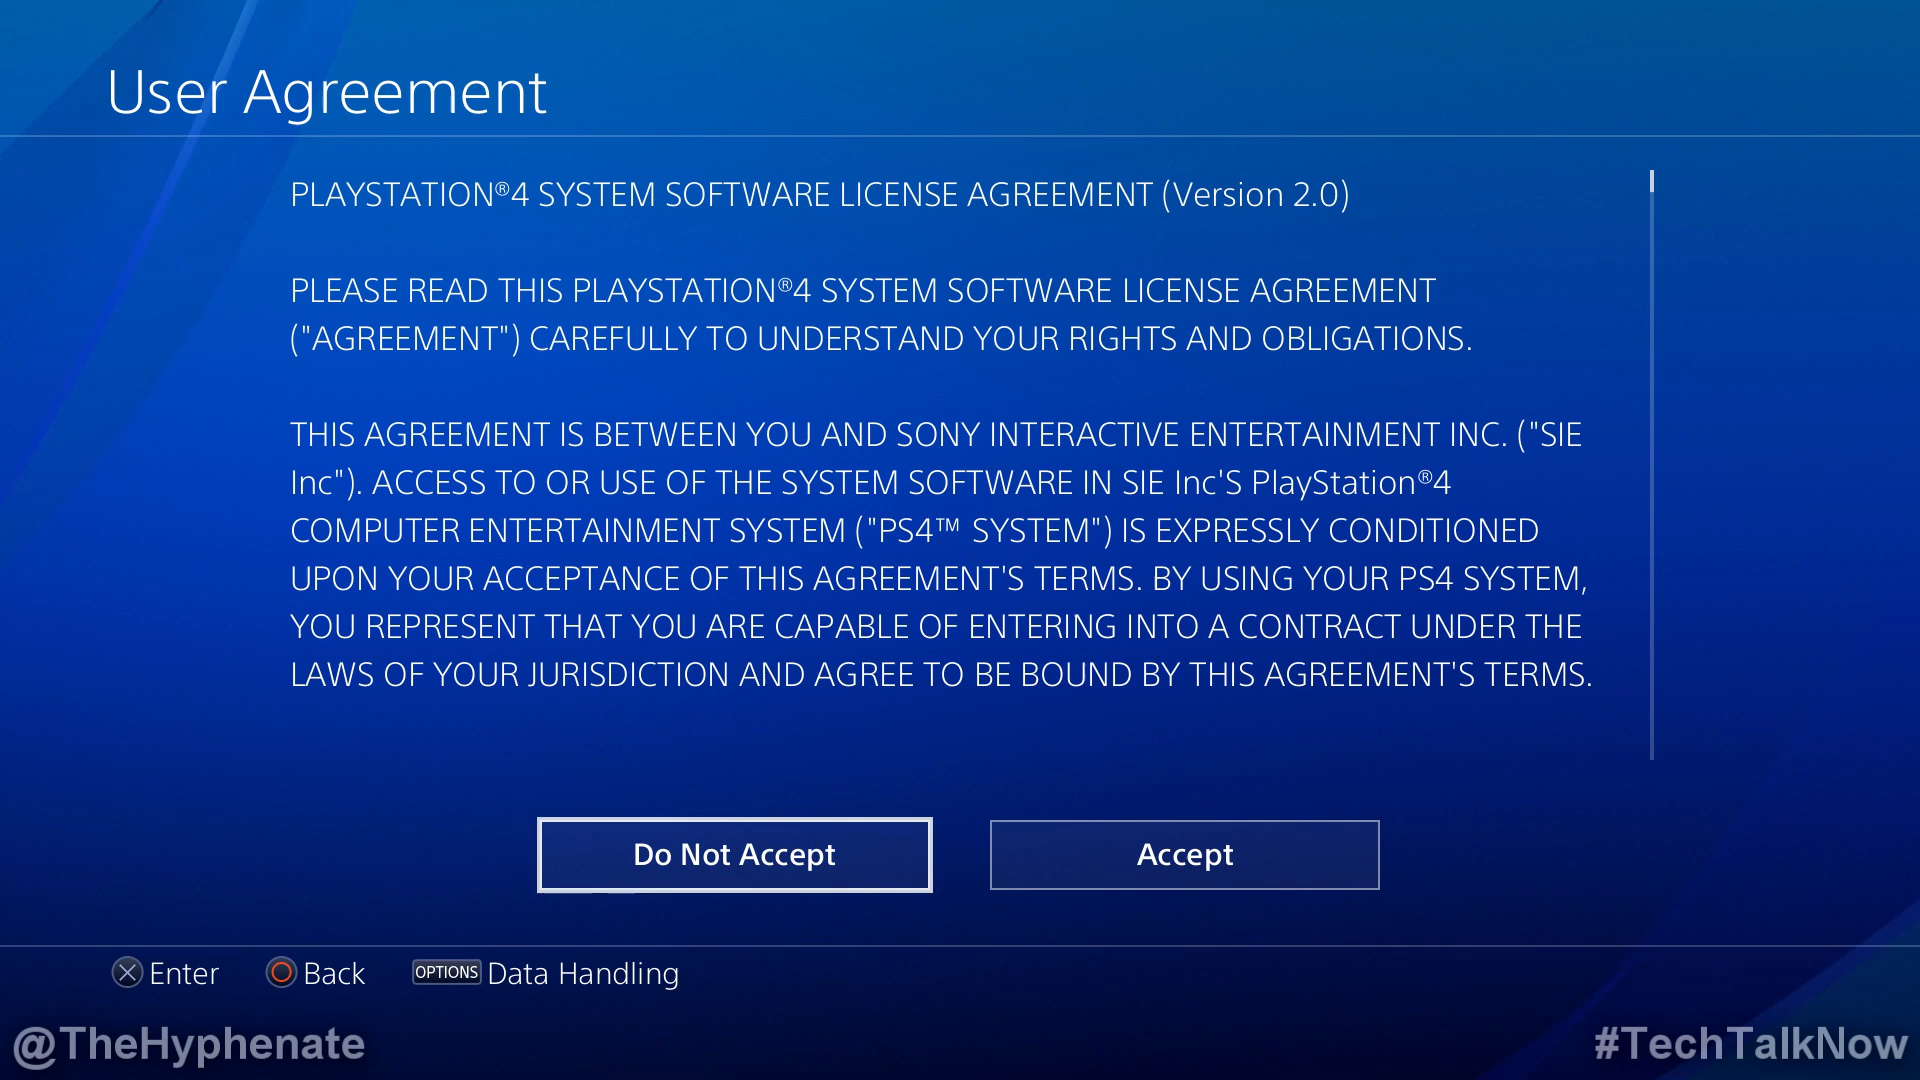 User Agreement
PLAYSTATION®4 SYSTEM SOFTWARE LICENSE AGREEMENT (Version 2.0)
PLEASE READ THIS PLAYSTATION®4 SYSTEM SOFTWARE LICENSE AGREEMENT
("AGREEMENT") CAREFULLY TO UNDERSTAND YOUR RIGHTS AND OBLIGATIONS.
THIS AGREEMENT IS BETWEEN YOU AND SONY INTERACTIVE ENTERTAINMENT INC. ("SIE
Inc"). ACCESS TO OR USE OF THE SYSTEM SOFTWARE IN SIE Inc'S PlayStation®4
COMPUTER ENTERTAINMENT SYSTEM ("PS4™ SYSTEM") IS EXPRESSLY CONDITIONED
UPON YOUR ACCEPTANCE OF THIS AGREEMENT'S TERMS. BY USING YOUR PS4 SYSTEM,
YOU REPRESENT THAT YOU ARE CAPABLE OF ENTERING INTO A CONTRACT UNDER THE
LAWS OF YOUR JURISDICTION AND AGREE TO BE BOUND BY THIS AGREEMENT'S TERMS.
Do Not Accept
Accept
Enter
Back
OPTIONS Data Handling
@TheHyphenate
#TechTalkNow